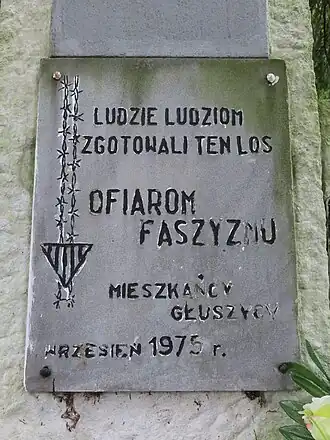 LUDZIE LUDZIOM
ZGOTOWALI TEN LOS
OFIAROM
FASZYZMU
MIESZKAŃCY
GŁUSZYCY
WRZESIEŃ 1975 r.